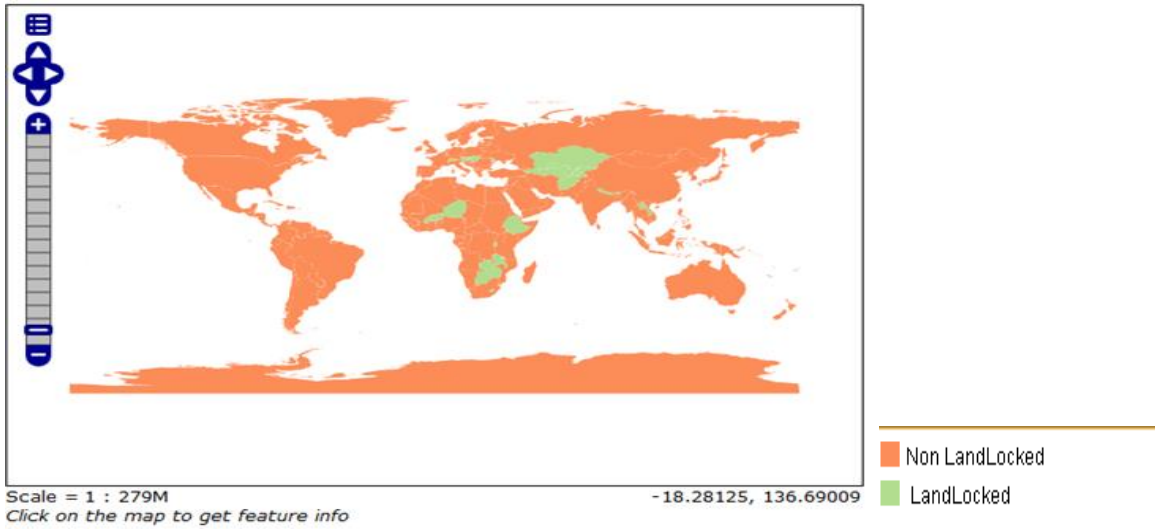 Non LandLocked
LandLocked
Scale = 1 : 279M
-18.28125, 136.69009
Click on the map to get feature info